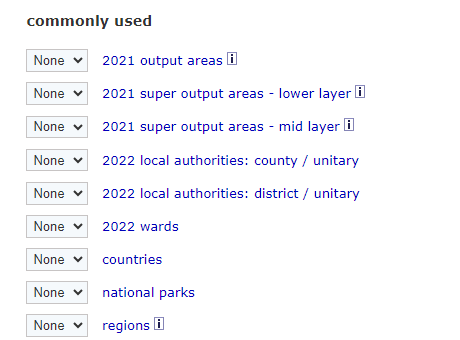 commonly used
None 2021 output areas i
None 2021 super output areas - lower layer i
None 2021 super output areas - mid layer i
None 2022 local authorities: county / unitary
None 2022 local authorities: district / unitary
None 2022 wards
None countries
None national parks
None regions i